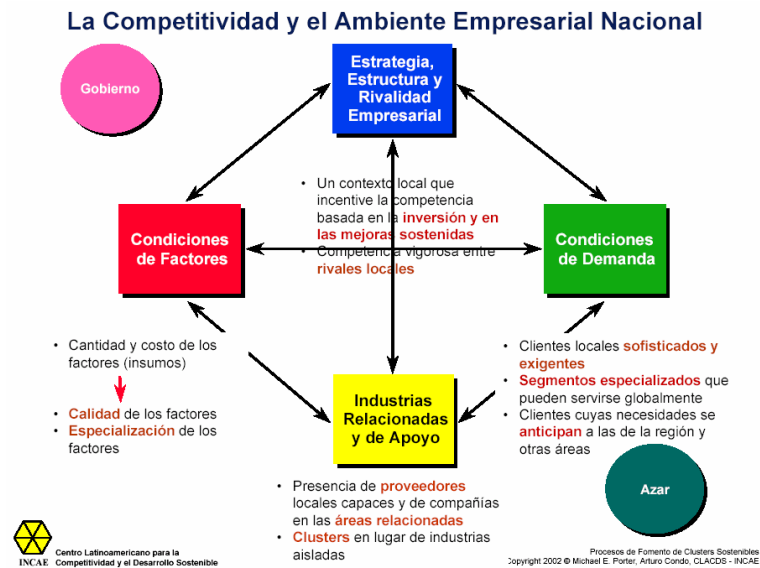 La Competitividad y el Ambiente Empresarial Nacional
Gobierno
Estrategia,
Estructura y
Rivalidad
Empresarial
• Un contexto local que
incentive la competencia
basada en la inversión y en
las mejoras sostenidas
• Competencia vigorosa entre
rivales locales
Condiciones
de Factores
Condiciones
de Demanda
• Cantidad y costo de los
factores (insumos)
• Calidad de los factores
• Especialización de los
factores
Industrias
Relacionadas
y de Apoyo
• Clientes locales sofisticados y
exigentes
• Segmentos especializados que
pueden servirse globalmente
• Clientes cuyas necesidades se
anticipan a las de la región y
otras áreas
Azar
• Presencia de proveedores
locales capaces y de compañías
en las áreas relacionadas
• Clusters en lugar de industrias
aisladas
INCAE
Centro Latinoamericano para la
Competitividad y el Desarrollo Sostenible
Procesos de Fomento de Clusters Sostenibles
Copyright 2002 © Michael E. Porter, Arturo Condo, CLACDS - INCAE